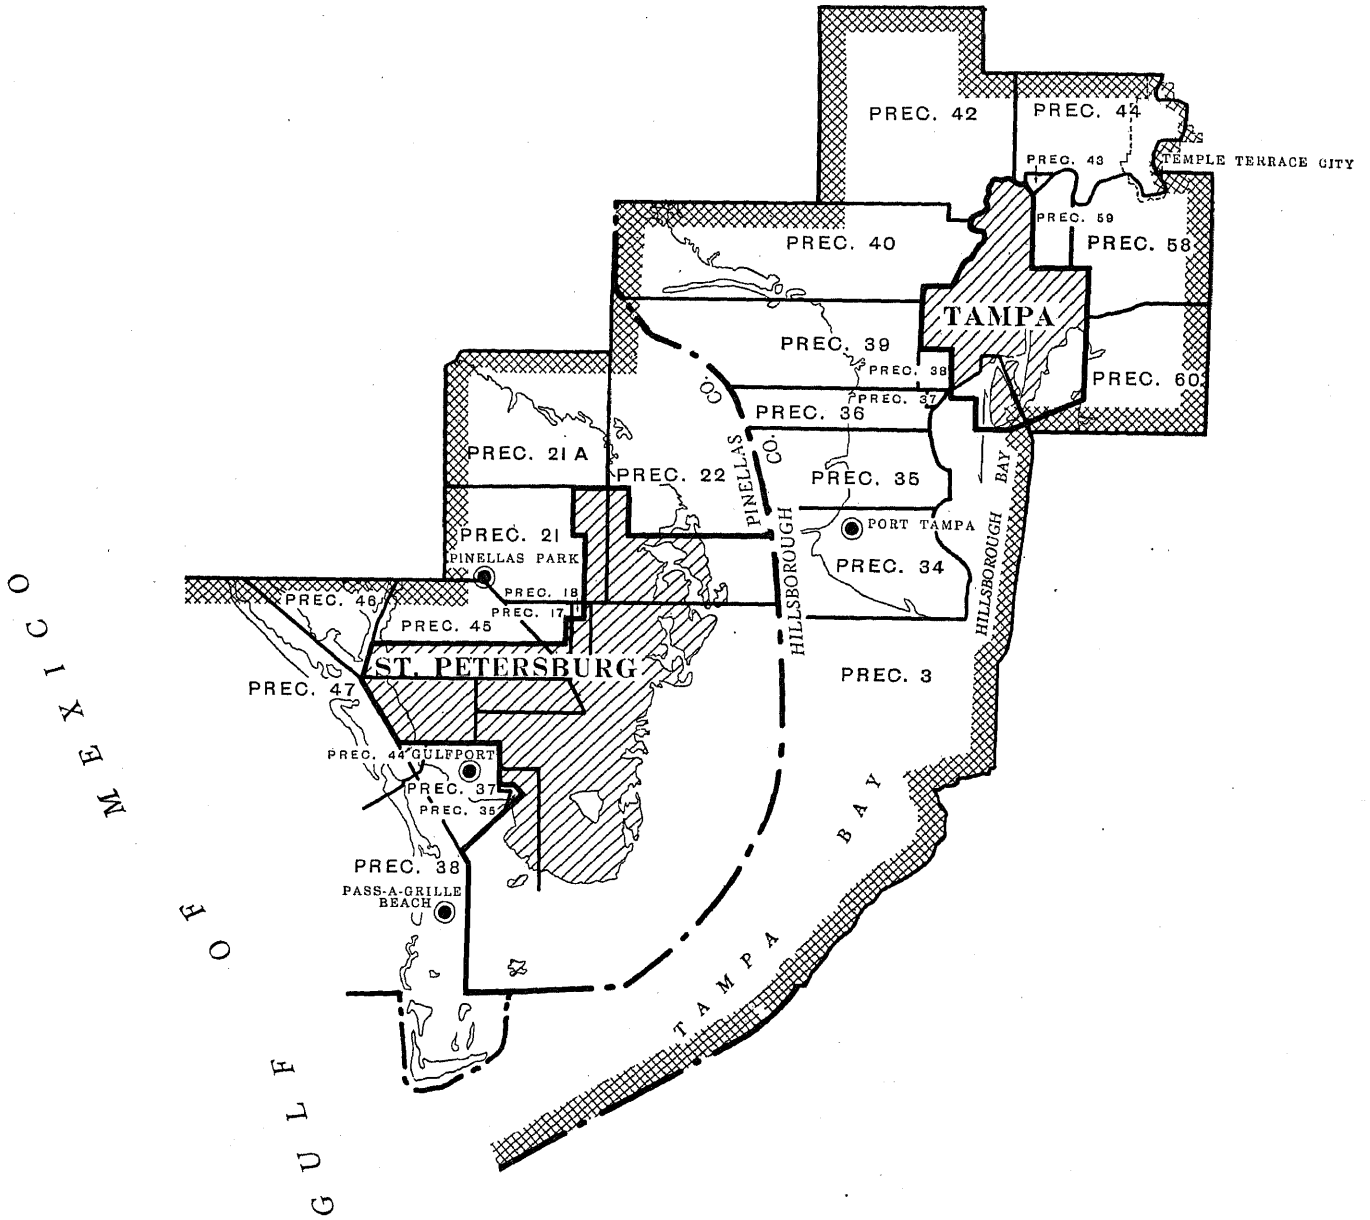 PREC. 42
PREC. 44
PREC. 43
TEMPLE TERRACE CITY
PREC. 59
PREC. 40
PREC. 58
TAMPA
PREC. 39
PREC. 38
PREC. 60
PREC. 37
PREC. 36
PINELLAS CO.
HILLSBOROUGH CO.
PREC. 21A
PREC. 22
PREC. 35
HILLSBOROUGH BAY
PORT TAMPA
PREC. 21
PINELLAS PARK
PREC. 34
PREC. 18
PREC. 46
PREC. 17
PREC. 45
ST. PETERSBURG
PREC. 3
PREC. 47
PREC. 44
GULFPORT
PREC. 37
PREC. 35
PREC. 38
PASS-A-GRILLE
BEACH
TAMPA BAY
GULF OF MEXICO